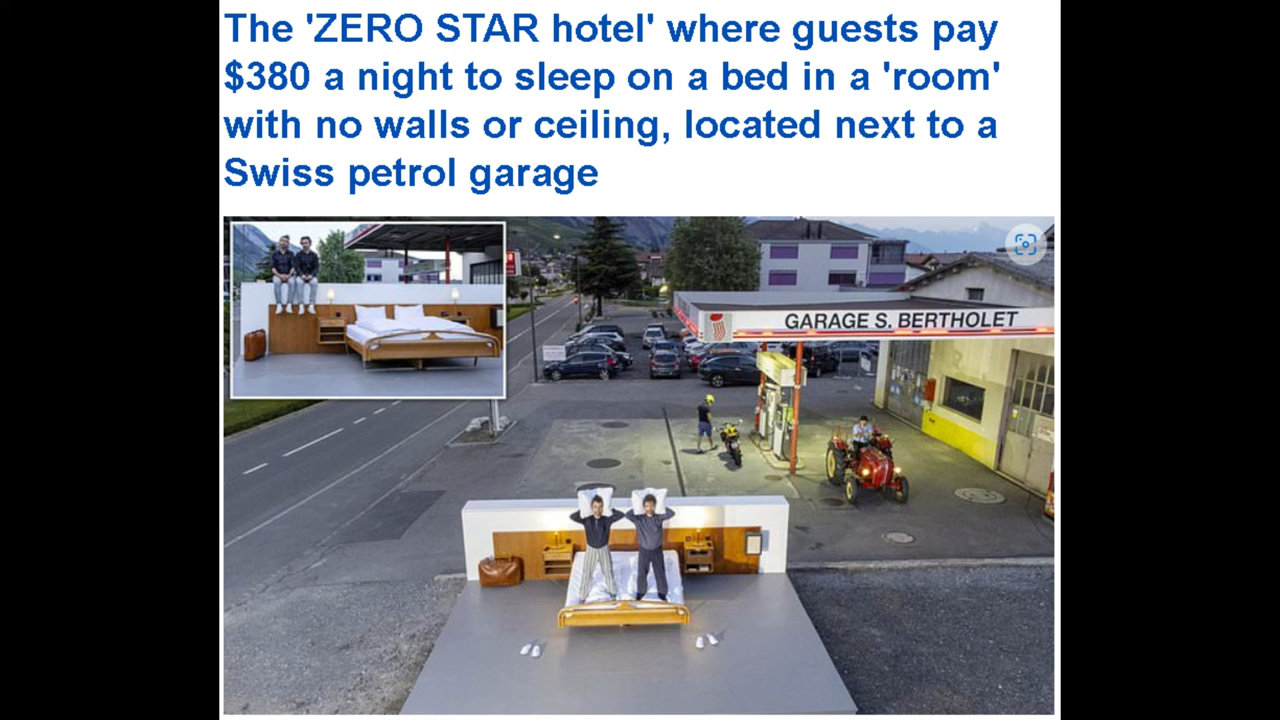 The 'ZERO STAR hotel' where guests pay
$380 a night to sleep on a bed in a 'room'
with no walls or ceiling, located next to a
Swiss petrol garage
GARAGE S. BERTHOLET